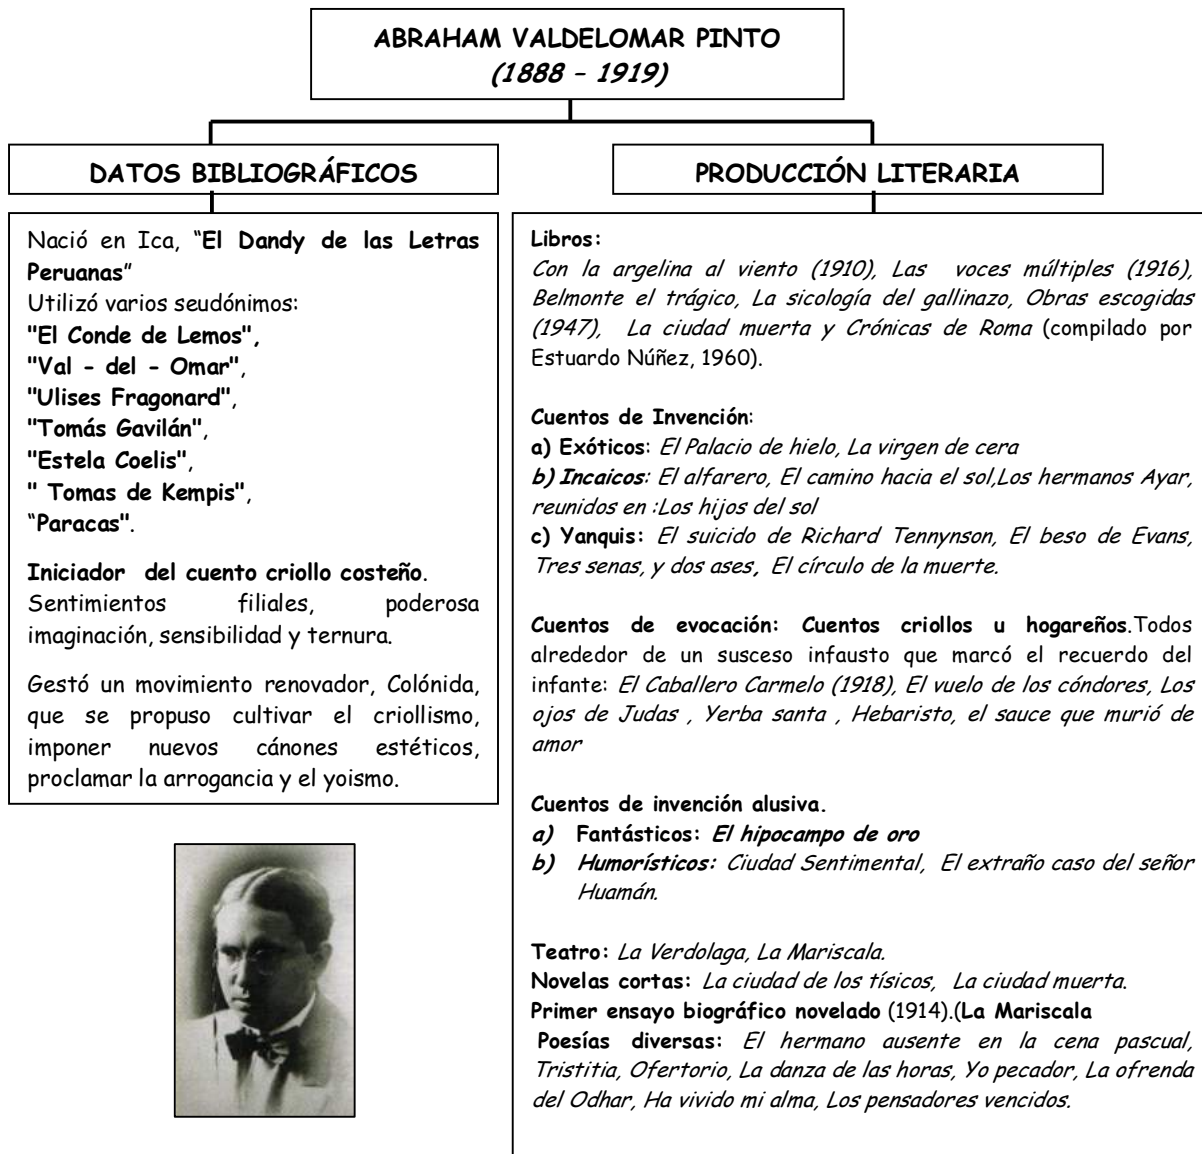 ABRAHAM VALDELOMAR PINTO
(1888 – 1919)
DATOS BIBLIOGRÁFICOS
Nació en Ica, “El Dandy de las Letras
Peruanas”
Utilizó varios seudónimos:
"El Conde de Lemos",
"Val - del - Omar",
"Ulises Fragonard",
"Tomás Gavilán",
"Estela Coelis",
" Tomas de Kempis",
“Paracas".
Iniciador del cuento criollo costeño.
Sentimientos filiales, poderosa
imaginación, sensibilidad y ternura.
Gestó un movimiento renovador, Colónida,
que se propuso cultivar el criollismo,
imponer nuevos cánones estéticos,
proclamar la arrogancia y el yoismo.
PRODUCCIÓN LITERARIA
Libros:
Con la argelina al viento (1910), Las voces múltiples (1916),
Belmonte el trágico, La sicología del gallinazo, Obras escogidas
(1947), La ciudad muerta y Crónicas de Roma (compilado por
Estuardo Núñez, 1960).
Cuentos de Invención:
a) Exóticos: El Palacio de hielo, La virgen de cera
b) Incaicos: El alfarero, El camino hacia el sol,Los hermanos Ayar,
reunidos en :Los hijos del sol
c) Yanquis: El suicido de Richard Tennynson, El beso de Evans,
Tres senas, y dos ases, El círculo de la muerte.
Cuentos de evocación: Cuentos criollos u hogareños.Todos
alrededor de un susceso infausto que marcó el recuerdo del
infante: El Caballero Carmelo (1918), El vuelo de los cóndores, Los
ojos de Judas , Yerba santa , Hebaristo, el sauce que murió de
amor
Cuentos de invención alusiva.
a) Fantásticos: El hipocampo de oro
b) Humorísticos: Ciudad Sentimental, El extraño caso del señor
Huamán.
Teatro: La Verdolaga, La Mariscala.
Novelas cortas: La ciudad de los tísicos, La ciudad muerta.
Primer ensayo biográfico novelado (1914).(La Mariscala
Poesías diversas: El hermano ausente en la cena pascual,
Tristitia, Ofertorio, La danza de las horas, Yo pecador, La ofrenda
del Odhar, Ha vivido mi alma, Los pensadores vencidos.